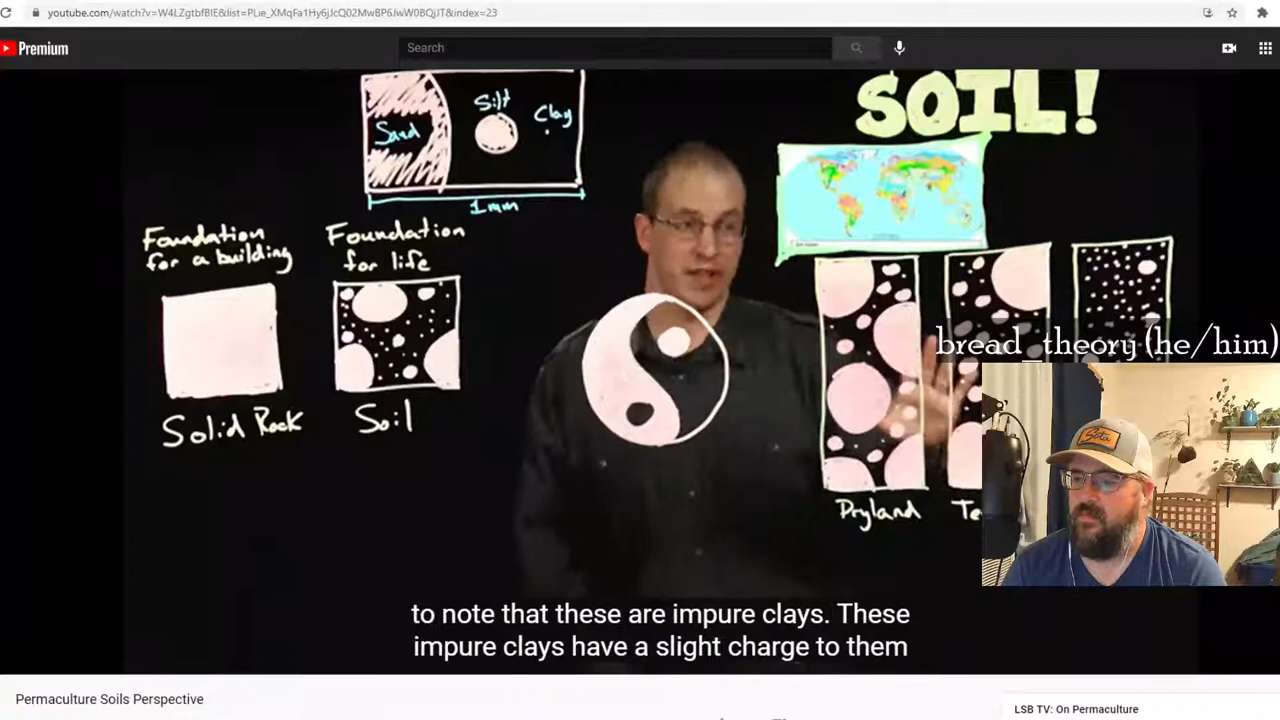 youtube.com/watch?v=W4LZgtbfBIE&list=PLie_XMqFa1Hy6jJcQ02MwBP6JwW0BQjJT&index=23
Premium
Search
Silt
Clay
Sand
1mm
SOIL!
Foundation
for a building
Foundation
for life
Solid Rock
Soil
Dryland
bread_theory (he/him)
Sota
to note that these are impure clays. These
impure clays have a slight charge to them
Permaculture Soils Perspective
LSB TV: On Permaculture